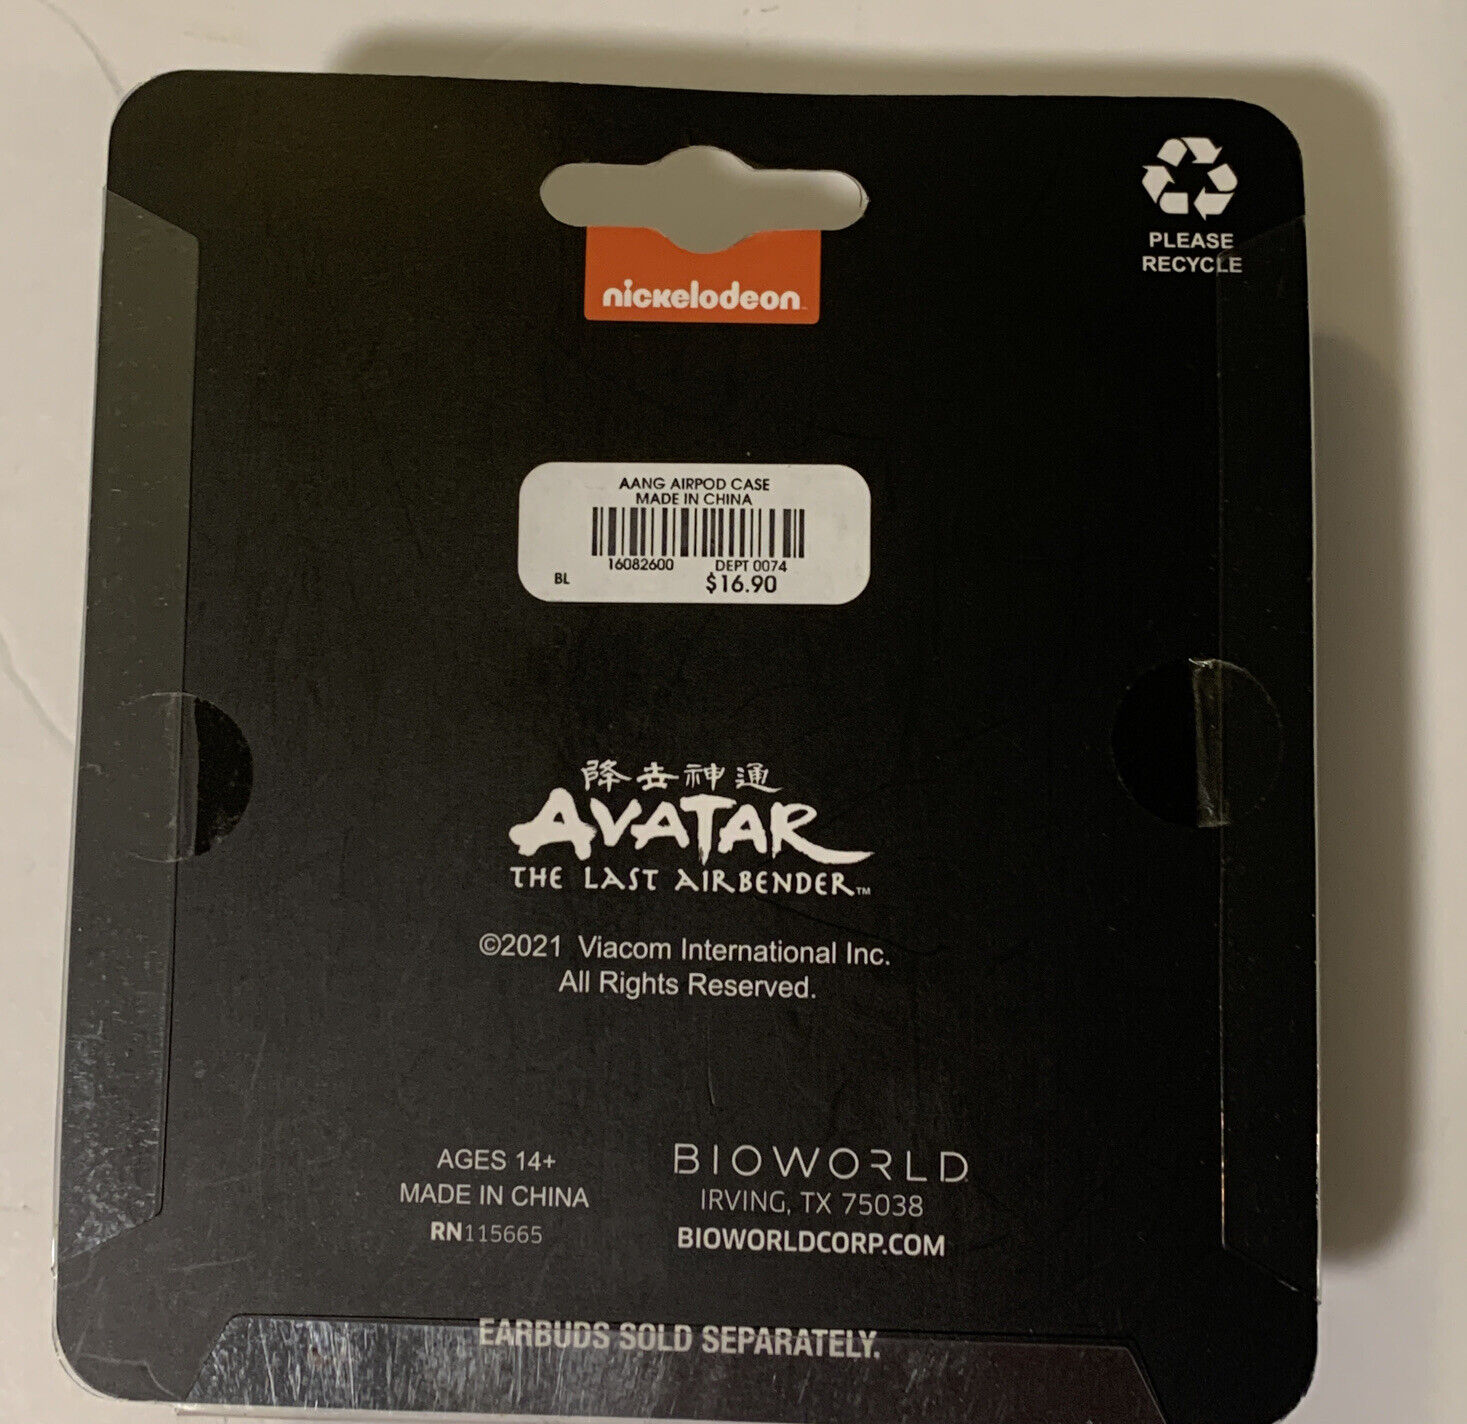 PLEASE
RECYCLE
nickelodeon
AANG AIRPOD CASE
MADE IN CHINA
16082600 DEPT 0074
BL $16.90
降世神通
AVATAR
THE LAST AIRBENDER™
©2021 Viacom International Inc.
All Rights Reserved.
AGES 14+
MADE IN CHINA
RN115665
BIOWORLD
IRVING, TX 75038
BIOWORLDCORP.COM
EARBUDS SOLD SEPARATELY.